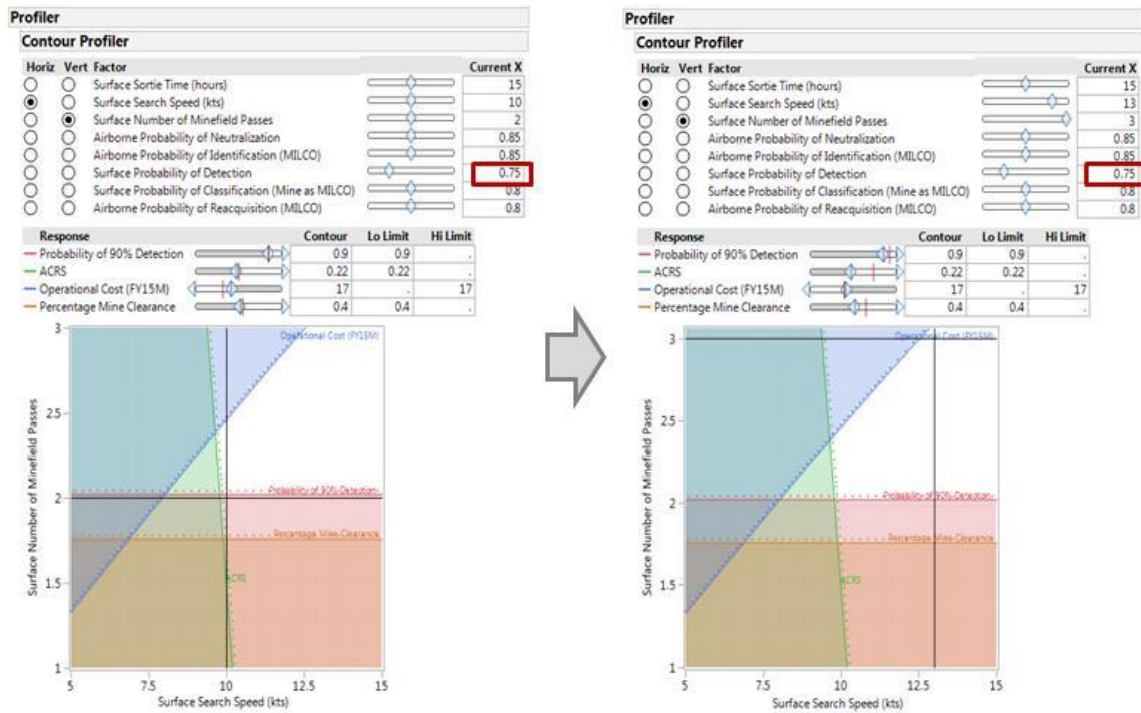 Profiler
Contour Profiler
Horiz Vert Factor Current X
Surface Sortie Time (hours) 15
Surface Search Speed (kts) 10
Surface Number of Minefield Passes 2
Airborne Probability of Neutralization 0.85
Airborne Probability of Identification (MILCO) 0.85
Surface Probability of Detection 0.75
Surface Probability of Classification (Mine as MILCO) 0.8
Airborne Probability of Reacquisition (MILCO) 0.8
Response Contour Lo Limit Hi Limit
Probability of 90% Detection 0.9 0.9 .
ACRS 0.22 0.22 .
Operational Cost (FY15M) 17 . 17
Percentage Mine Clearance 0.4 0.4 .
3
Operational Cost (FY15M)
2.5
2
Probability of 90% Detection
Percentage Mine Clearance
1.5
ACRS
1
Surface Number of Minefield Passes
5 7.5 10 12.5 15
Surface Search Speed (kts)
Profiler
Contour Profiler
Horiz Vert Factor Current X
Surface Sortie Time (hours) 15
Surface Search Speed (kts) 13
Surface Number of Minefield Passes 3
Airborne Probability of Neutralization 0.85
Airborne Probability of Identification (MILCO) 0.85
Surface Probability of Detection 0.75
Surface Probability of Classification (Mine as MILCO) 0.8
Airborne Probability of Reacquisition (MILCO) 0.8
Response Contour Lo Limit Hi Limit
Probability of 90% Detection 0.9 0.9 .
ACRS 0.22 0.22 .
Operational Cost (FY15M) 17 . 17
Percentage Mine Clearance 0.4 0.4 .
3
Operational Cost (FY15M)
2.5
2
Probability of 90% Detection
Percentage Mine Clearance
1.5
ACRS
1
Surface Number of Minefield Passes
5 7.5 10 12.5 15
Surface Search Speed (kts)